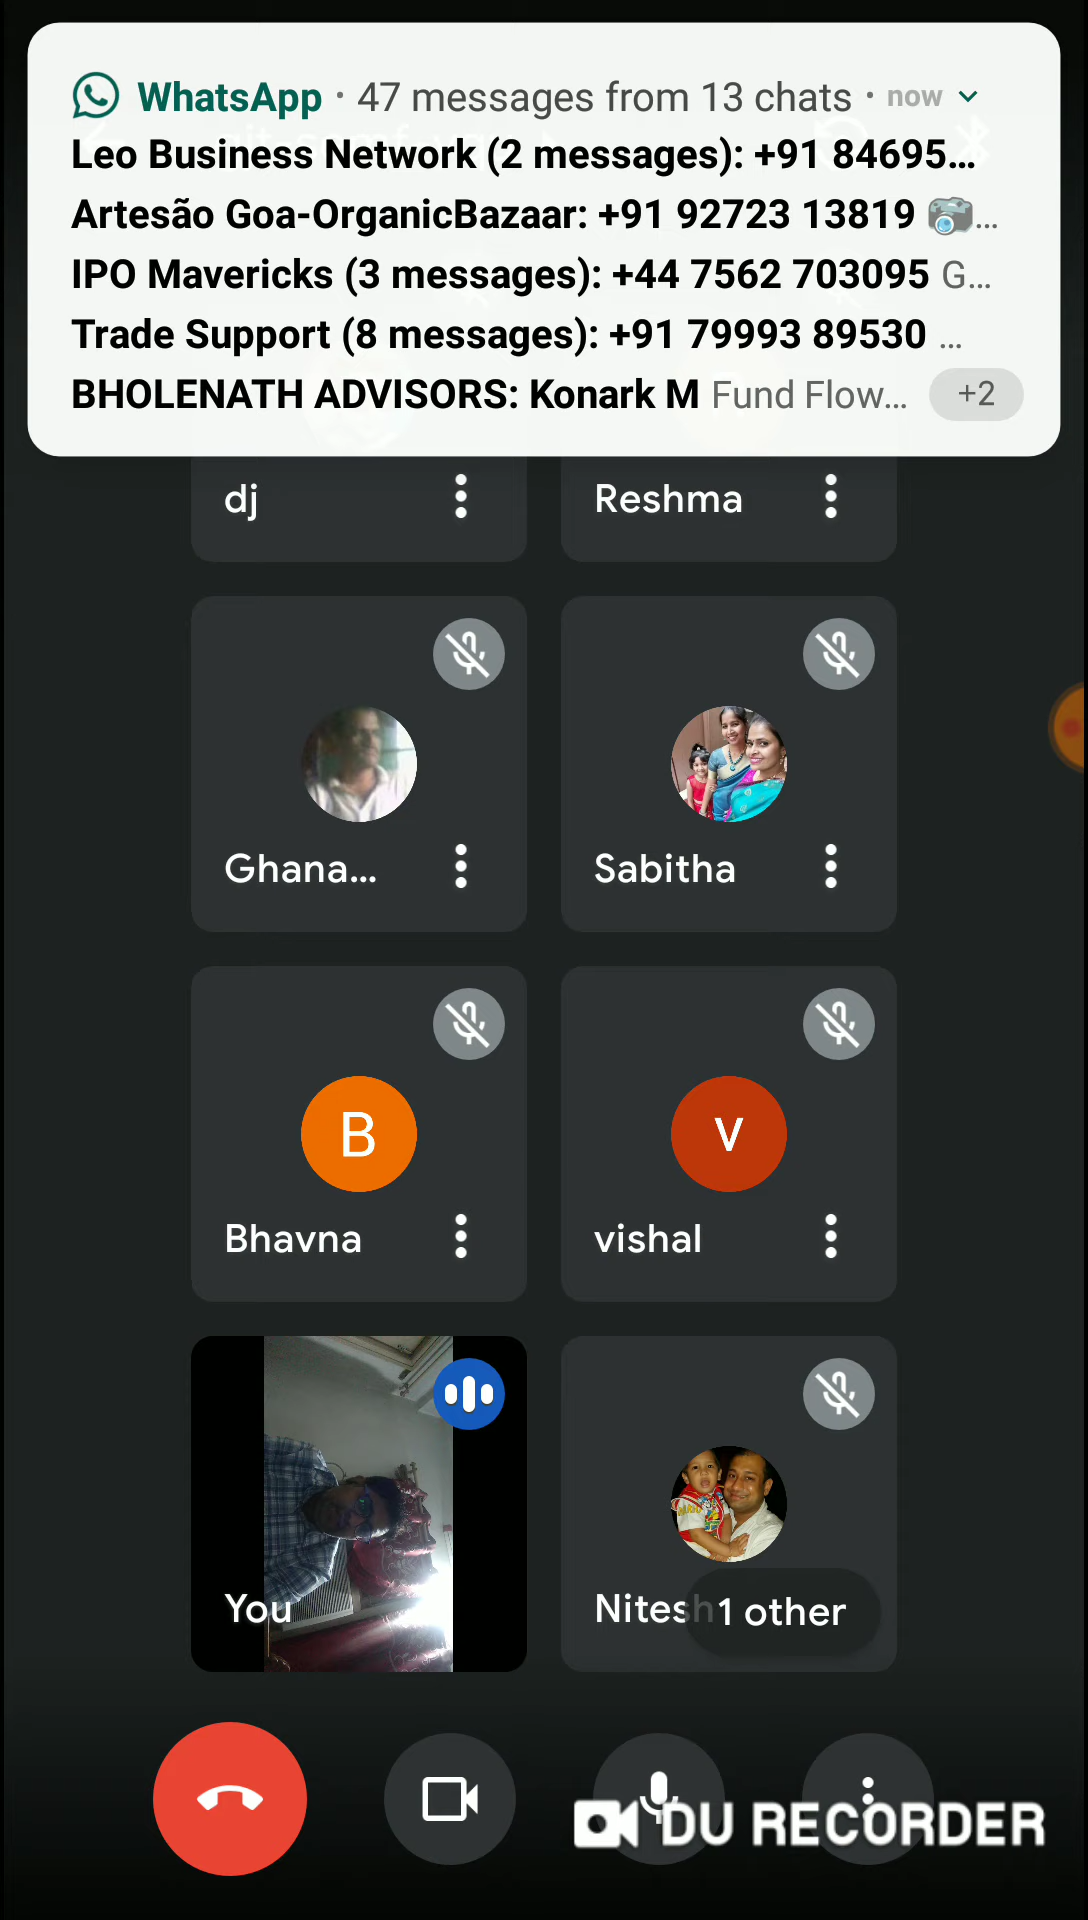 WhatsApp · 47 messages from 13 chats · now
Leo Business Network (2 messages): +91 84695...
Artesão Goa-OrganicBazaar: +91 92723 13819 📷...
IPO Mavericks (3 messages): +44 7562 703095 G...
Trade Support (8 messages): +91 79993 89530 ...
BHOLENATH ADVISORS: Konark M Fund Flow... +2
dj
Reshma
Ghana...
Sabitha
B
V
Bhavna
vishal
You
Nitesh
1 other
DU RECORDER